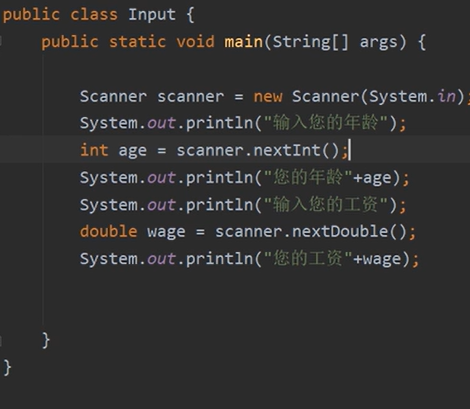 public class Input {
public static void main(String[] args) {
Scanner scanner = new Scanner(System.in);
System.out.println("输入您的年龄");
int age = scanner.nextInt();
System.out.println("您的年龄"+age);
System.out.println("输入您的工资");
double wage = scanner.nextDouble();
System.out.println("您的工资"+wage);
}
}